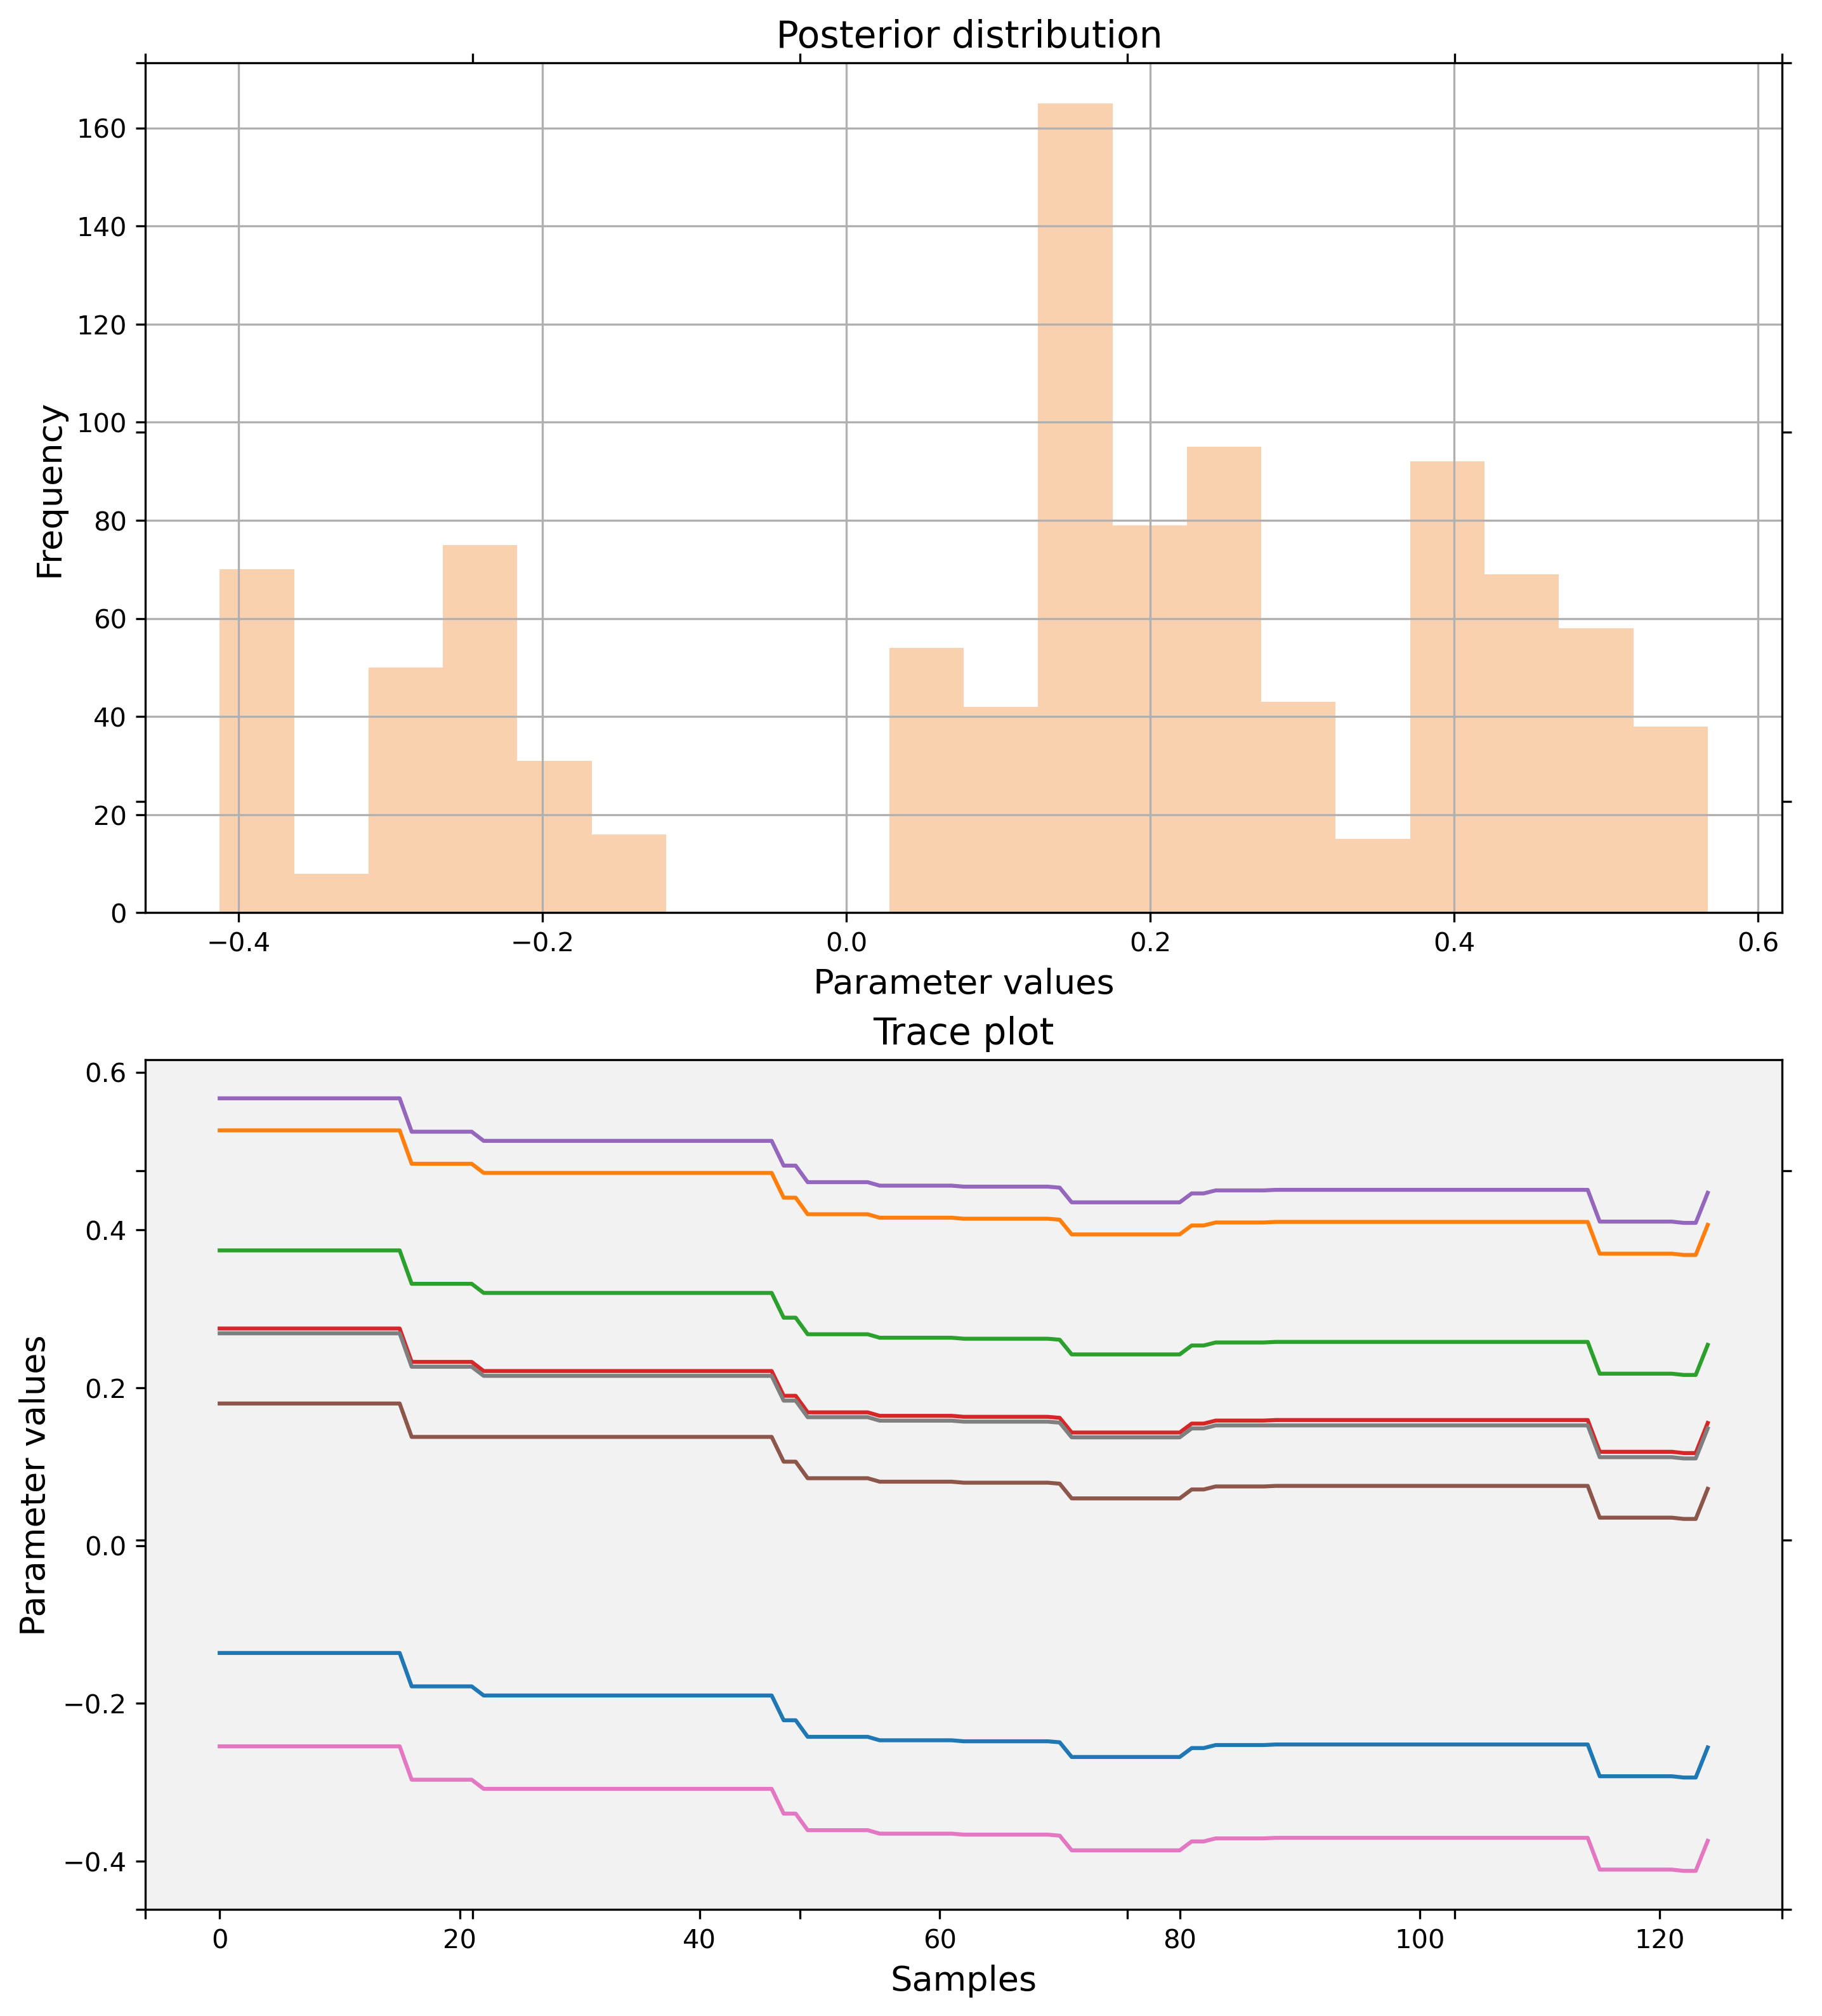 Posterior distribution
Frequency
160
140
120
100
80
60
40
20
0
−0.4 −0.2 0.0 0.2 0.4 0.6
Parameter values
Trace plot
Parameter values
0.6
0.4
0.2
0.0
−0.2
−0.4
0 20 40 60 80 100 120
Samples